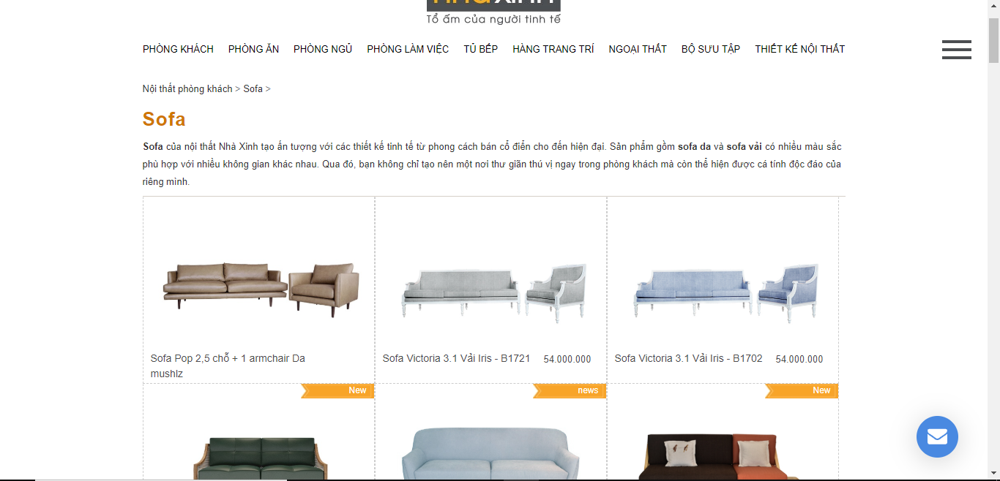 Tổ ấm của người tinh tế
PHÒNG KHÁCH PHÒNG ĂN PHÒNG NGỦ PHÒNG LÀM VIỆC TỦ BẾP HÀNG TRANG TRÍ NGOẠI THẤT BỘ SƯU TẬP THIẾT KẾ NỘI THẤT
Nội thất phòng khách > Sofa >
Sofa
Sofa của nội thất Nhà Xinh tạo ấn tượng với các thiết kế tinh tế từ phong cách bán cổ điển cho đến hiện đại. Sản phẩm gồm sofa da và sofa vải có nhiều màu sắc
phù hợp với nhiều không gian khác nhau. Qua đó, bạn không chỉ tạo nên một nơi thư giãn thú vị ngay trong phòng khách mà còn thể hiện được cá tính độc đáo của
riêng mình.
Sofa Pop 2,5 chỗ + 1 armchair Da
mushlz
Sofa Victoria 3.1 Vải Iris - B1721 54.000.000
Sofa Victoria 3.1 Vải Iris - B1702 54.000.000
New
news
New